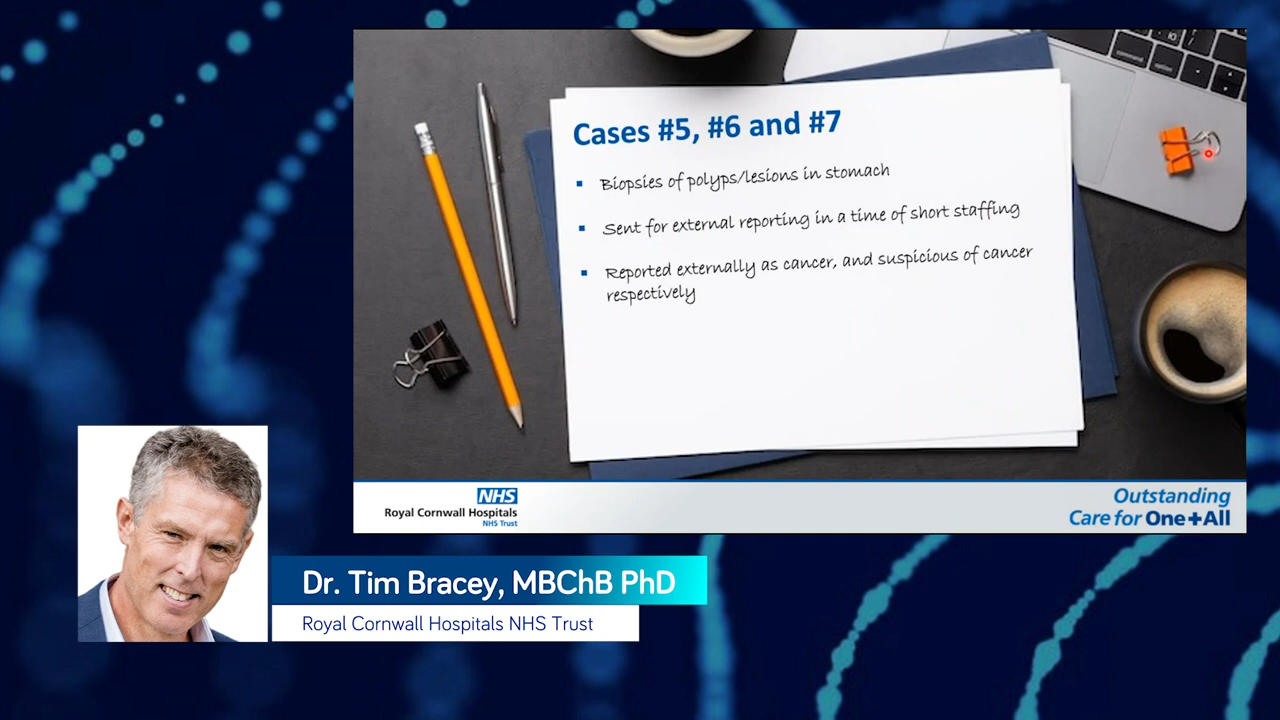 Cases #5, #6 and #7
Biopsies of polyps/lesions in stomach
Sent for external reporting in a time of short staffing
Reported externally as cancer, and suspicious of cancer
respectively
command
option
NHS
Royal Cornwall Hospitals
NHS Trust
Outstanding
Care for One+All
Dr. Tim Bracey, MBChB PhD
Royal Cornwall Hospitals NHS Trust